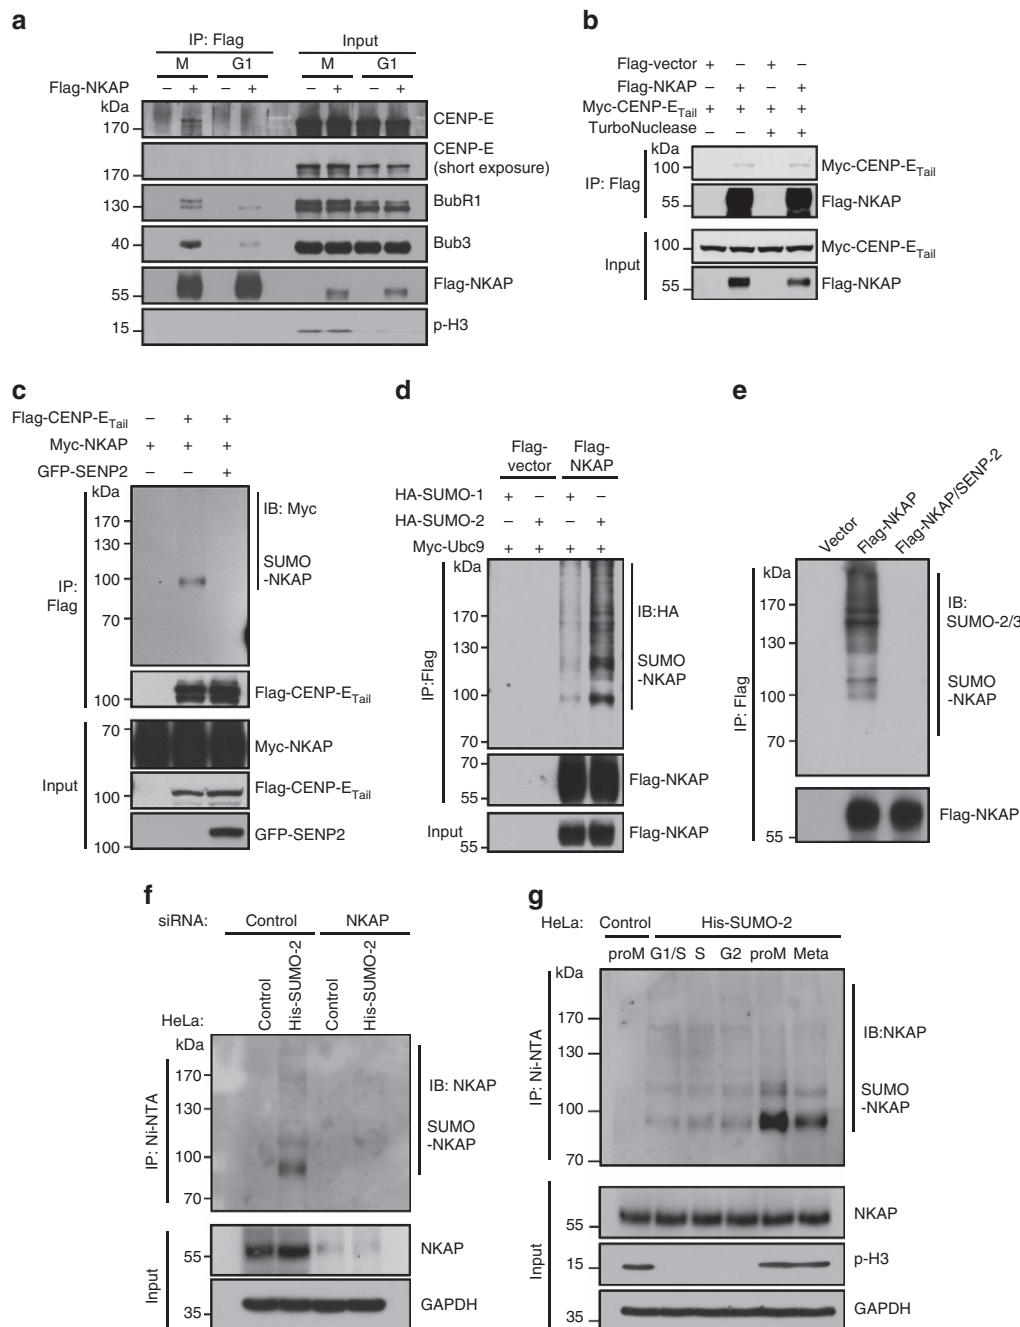 a
IP: Flag Input
M G1 M G1
Flag-NKAP – + – + – + – +
kDa
170 CENP-E
170 CENP-E (short exposure)
130 BubR1
40 Bub3
55 Flag-NKAP
15 p-H3
b
Flag-vector + – + –
Flag-NKAP – + – +
Myc-CENP-ETail + + + +
TurboNuclease – – + +
kDa
IP: Flag
100 Myc-CENP-ETail
55 Flag-NKAP
Input
100 Myc-CENP-ETail
55 Flag-NKAP
c
Flag-CENP-ETail – + +
Myc-NKAP + + +
GFP-SENP2 – – +
kDa
IP: Flag
170
130
100
70
IB: Myc
SUMO
-NKAP
100 Flag-CENP-ETail
Input
70 Myc-NKAP
100 Flag-CENP-ETail
100 GFP-SENP2
d
Flag-vector Flag-NKAP
HA-SUMO-1 + – + –
HA-SUMO-2 – + – +
Myc-Ubc9 + + + +
kDa
IP:Flag
170
130
100
70
IB:HA
SUMO
-NKAP
70
55
Flag-NKAP
Input
55 Flag-NKAP
e
Vector
Flag-NKAP
Flag-NKAP/SENP-2
kDa
IP: Flag
170
130
100
70
IB:
SUMO-2/3
SUMO
-NKAP
55 Flag-NKAP
f
siRNA: Control NKAP
HeLa: Control His-SUMO-2 Control His-SUMO-2
kDa
IP: Ni-NTA
170
130
100
70
IB: NKAP
SUMO
-NKAP
Input
55 NKAP
35 GAPDH
g
HeLa: Control His-SUMO-2
proM G1/S S G2 proM Meta
kDa
IP: Ni-NTA
170
130
100
70
IB:NKAP
SUMO
-NKAP
Input
55 NKAP
15 p-H3
35 GAPDH